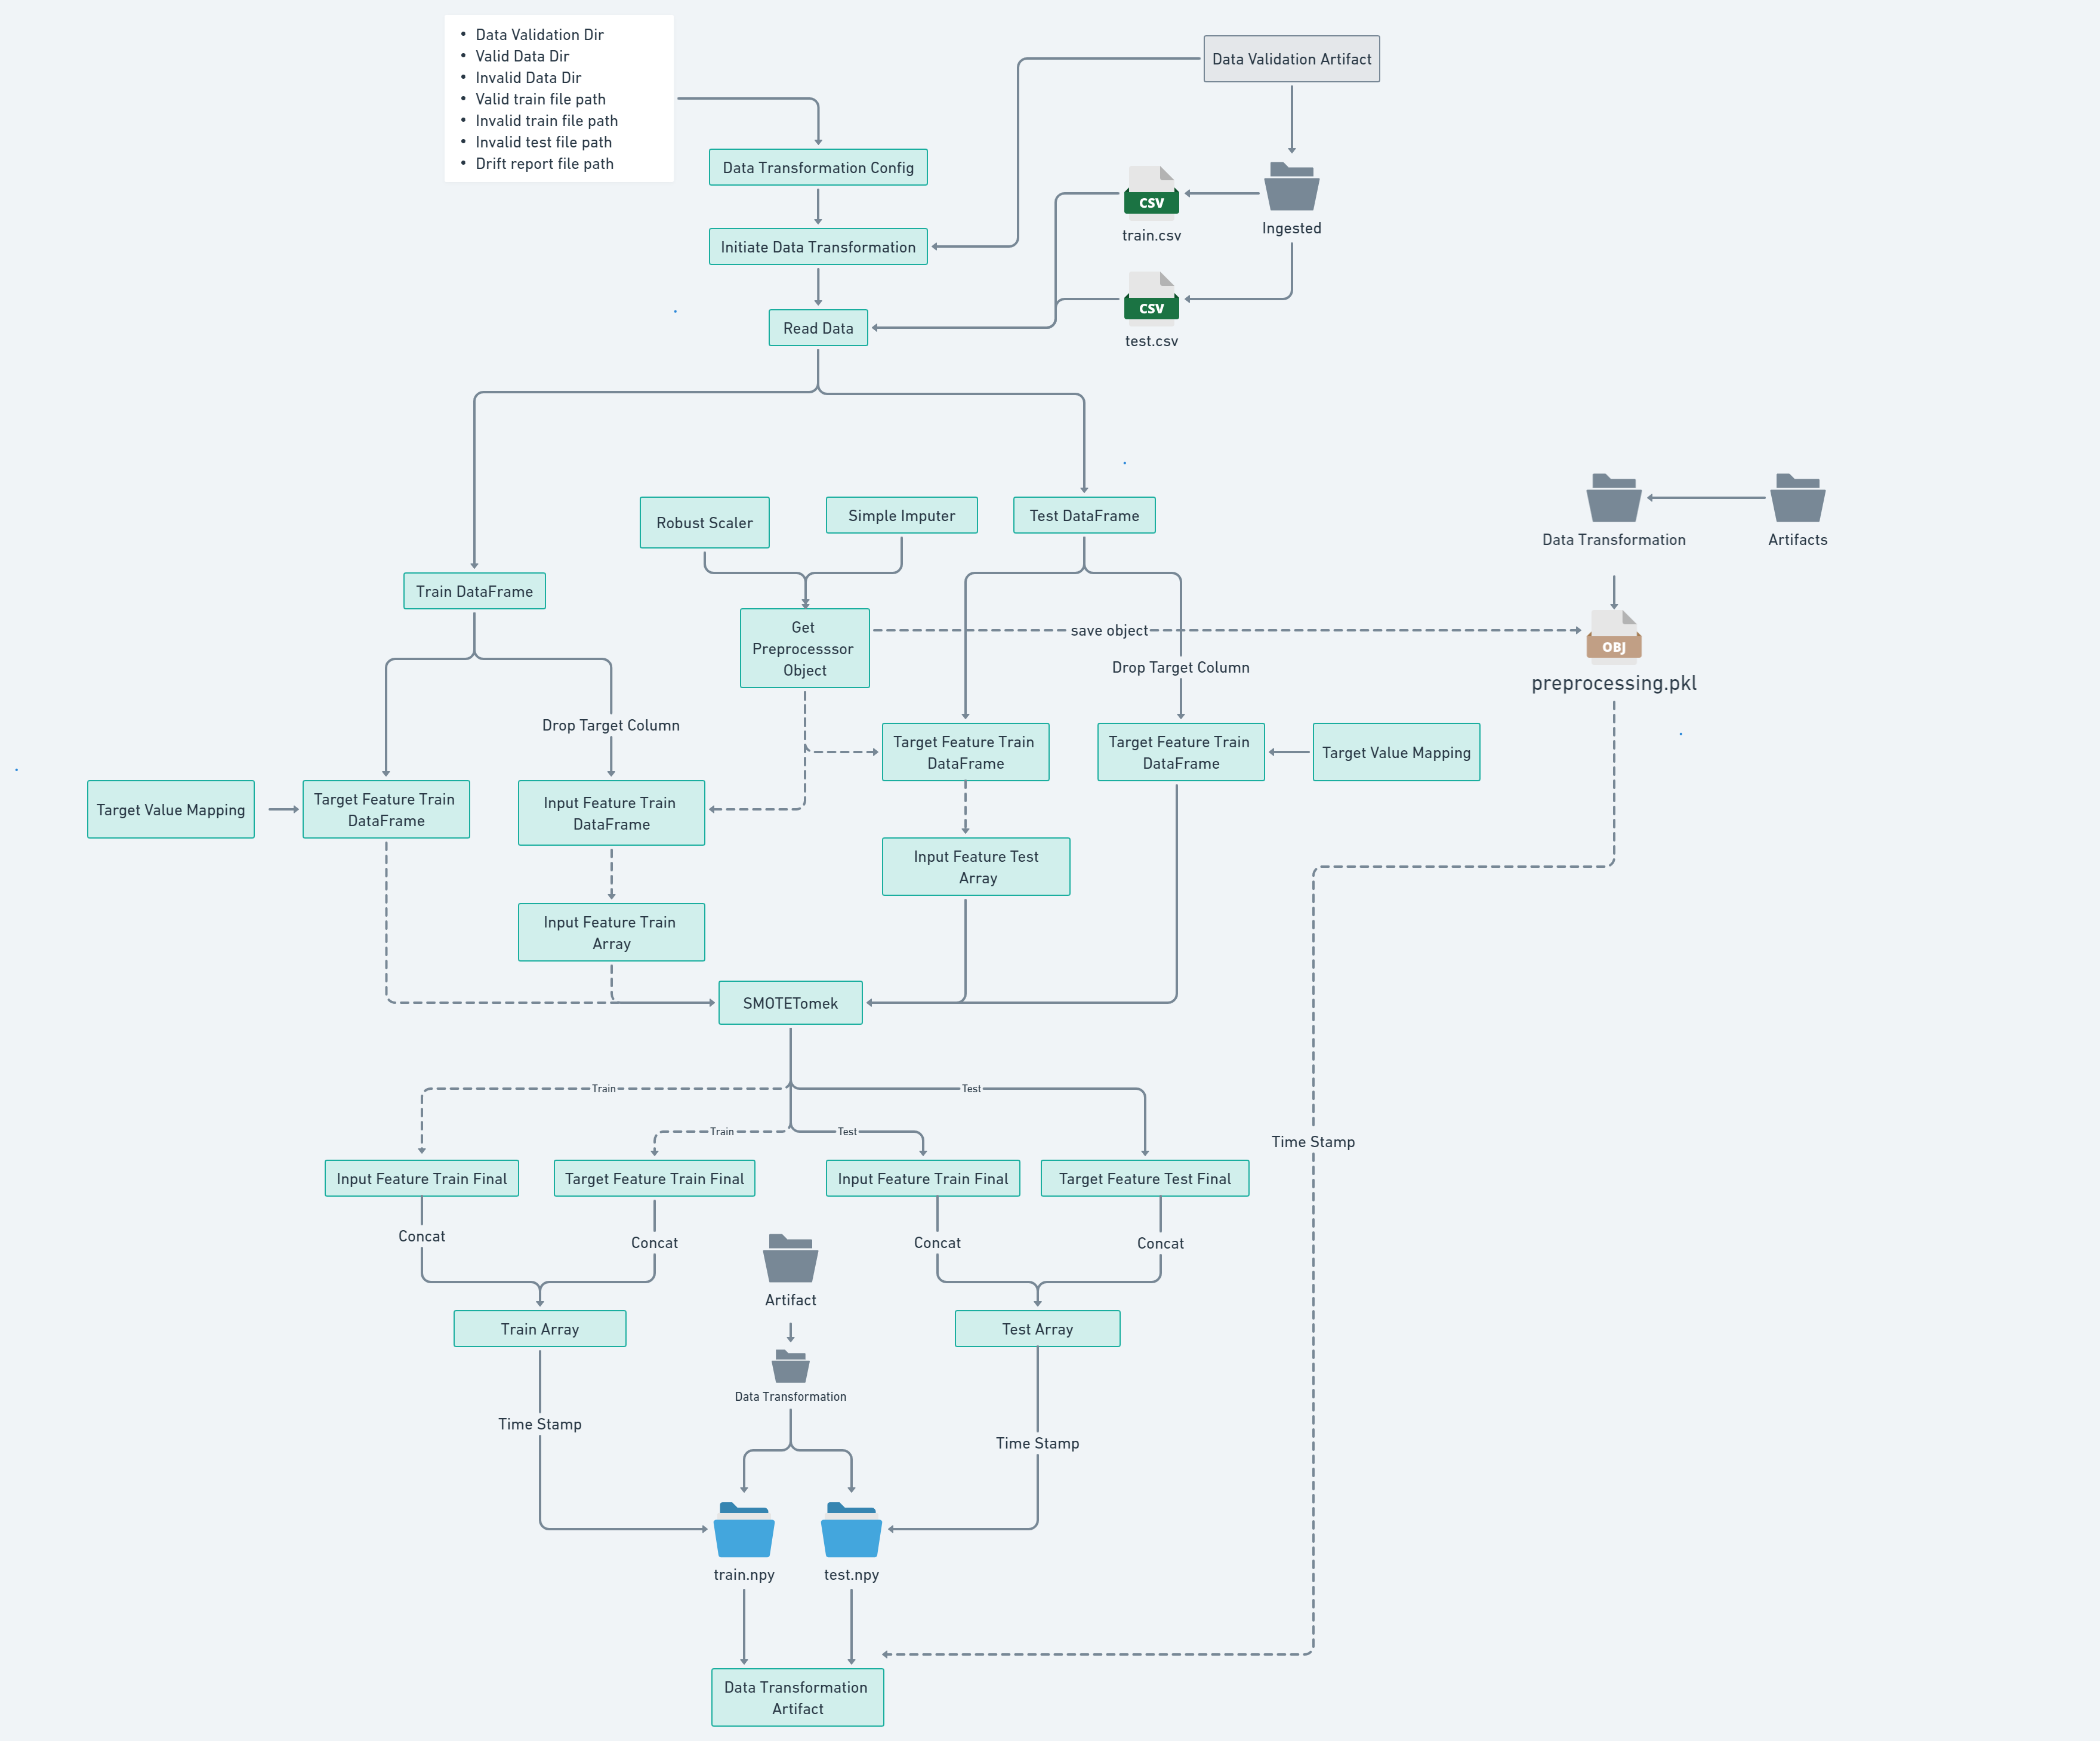 • Data Validation Dir
• Valid Data Dir
• Invalid Data Dir
• Valid train file path
• Invalid train file path
• Invalid test file path
• Drift report file path
Data Validation Artifact
Data Transformation Config
CSV
train.csv
Ingested
Initiate Data Transformation
CSV
test.csv
Read Data
Robust Scaler
Simple Imputer
Test DataFrame
Data Transformation
Artifacts
Train DataFrame
Get
Preprocesssor
Object
save object
OBJ
preprocessing.pkl
Drop Target Column
Drop Target Column
Target Feature Train
DataFrame
Target Feature Train
DataFrame
Target Value Mapping
Target Value Mapping
Target Feature Train
DataFrame
Input Feature Train
DataFrame
Input Feature Test
Array
Input Feature Train
Array
SMOTETomek
Train
Test
Train
Test
Time Stamp
Input Feature Train Final
Target Feature Train Final
Input Feature Train Final
Target Feature Test Final
Concat
Concat
Concat
Concat
Artifact
Train Array
Test Array
Data Transformation
Time Stamp
Time Stamp
train.npy
test.npy
Data Transformation
Artifact